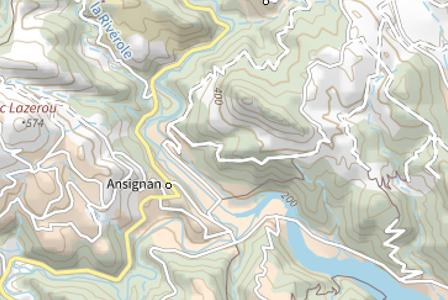 la Rivérole
400
c Lazerou
•574
Ansignan
200